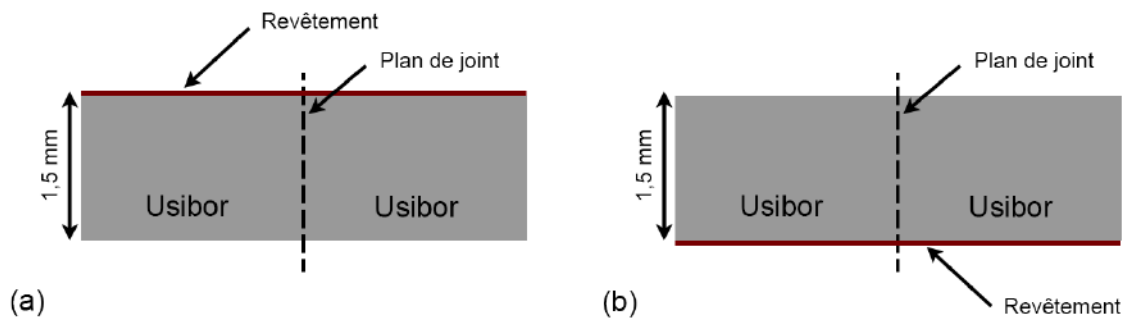 Revêtement
Plan de joint
1,5 mm
Usibor
Usibor
(a)
Plan de joint
1,5 mm
Usibor
Usibor
Revêtement
(b)